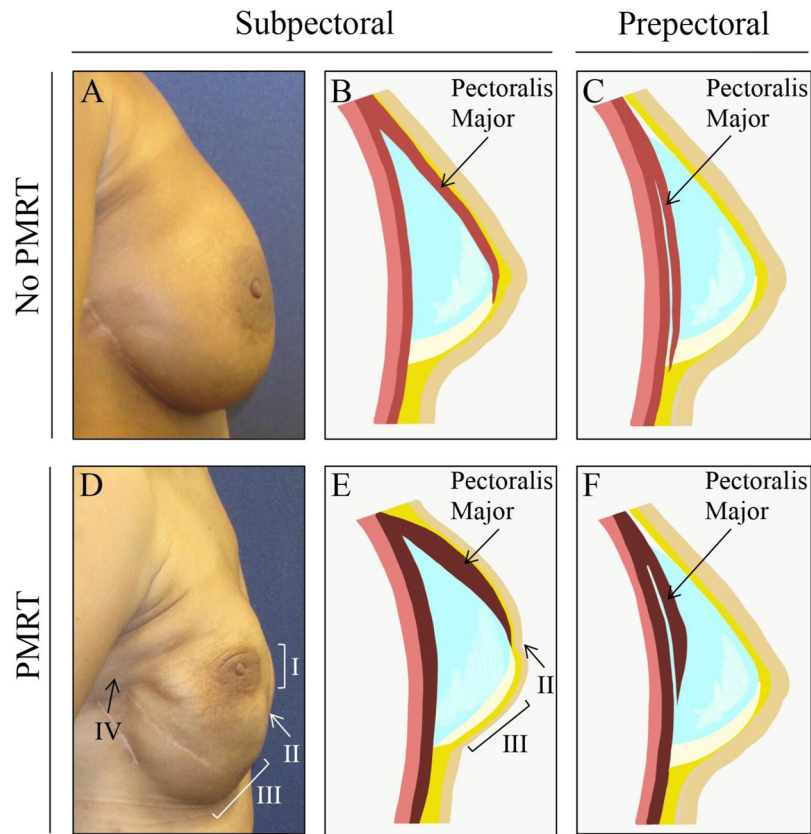 Subpectoral
Prepectoral
No PMRT
A
B
Pectoralis
Major
C
Pectoralis
Major
PMRT
D
I
II
III
IV
E
Pectoralis
Major
II
III
F
Pectoralis
Major